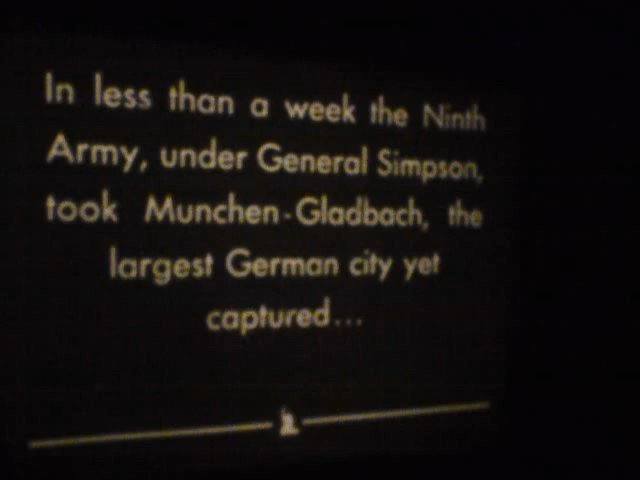 In less than a week the Ninth
Army, under General Simpson,
took Munchen-Gladbach, the
largest German city yet
captured...